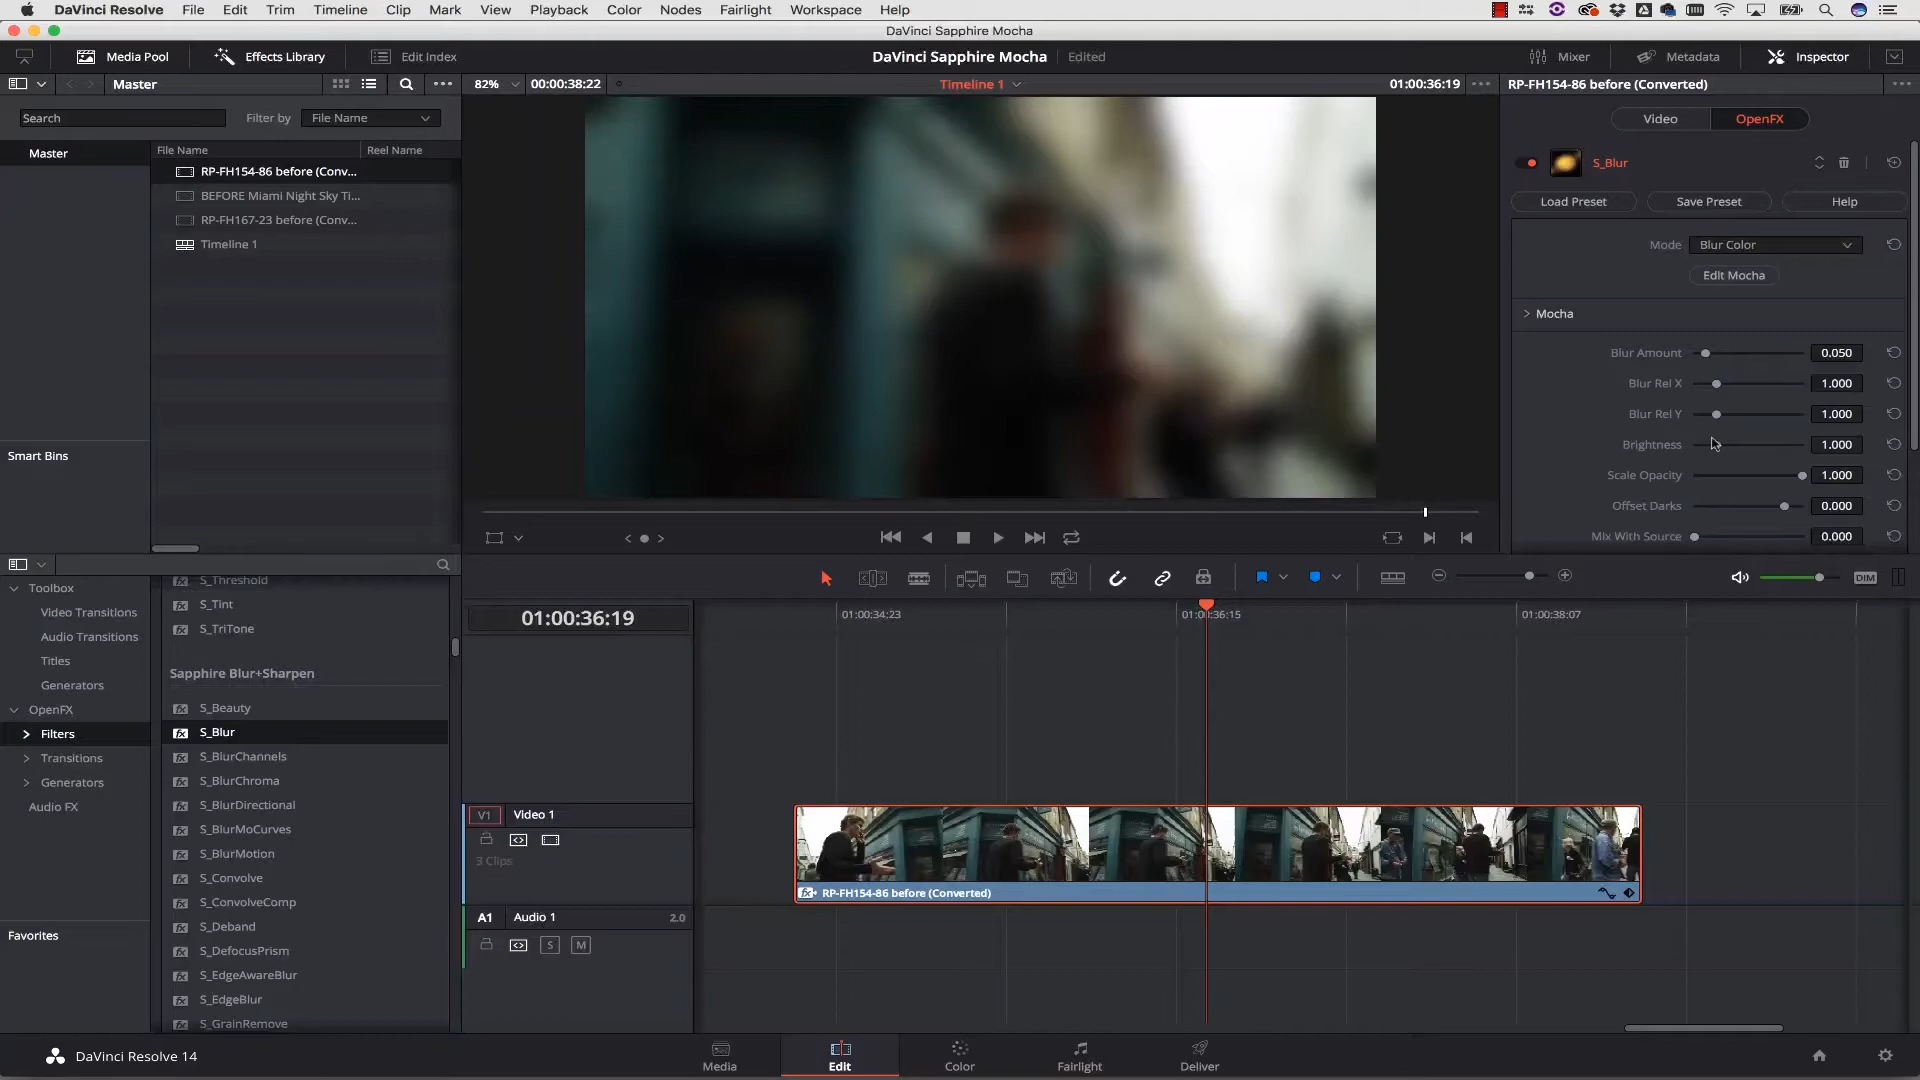 DaVinci Resolve File Edit Trim Timeline Clip Mark View Playback Color Nodes Fairlight Workspace Help
DaVinci Sapphire Mocha
Media Pool Effects Library Edit Index DaVinci Sapphire Mocha Edited Mixer Metadata Inspector
Master 82% 00:00:38:22 Timeline 1 01:00:36:19 RP-FH154-86 before (Converted)
Search Filter by File Name
Video OpenFX
Master
File Name Reel Name
RP-FH154-86 before (Conv...
BEFORE Miami Night Sky Ti...
RP-FH167-23 before (Conv...
Timeline 1
Smart Bins
S_Blur
Load Preset Save Preset Help
Mode Blur Color
Edit Mocha
Mocha
Blur Amount 0.050
Blur Rel X 1.000
Blur Rel Y 1.000
Brightness 1.000
Scale Opacity 1.000
Offset Darks 0.000
Mix With Source 0.000
DIM
Toolbox
Video Transitions
Audio Transitions
Titles
Generators
OpenFX
Filters
Transitions
Generators
Audio FX
Favorites
S_Threshold
S_Tint
S_TriTone
Sapphire Blur+Sharpen
S_Beauty
S_Blur
S_BlurChannels
S_BlurChroma
S_BlurDirectional
S_BlurMoCurves
S_BlurMotion
S_Convolve
S_ConvolveComp
S_Deband
S_DefocusPrism
S_EdgeAwareBlur
S_EdgeBlur
S_GrainRemove
01:00:36:19
01:00:34:23 01:00:36:15 01:00:38:07
V1 Video 1
3 Clips
fx RP-FH154-86 before (Converted)
A1 Audio 1 2.0
S M
DaVinci Resolve 14
Media Edit Color Fairlight Deliver